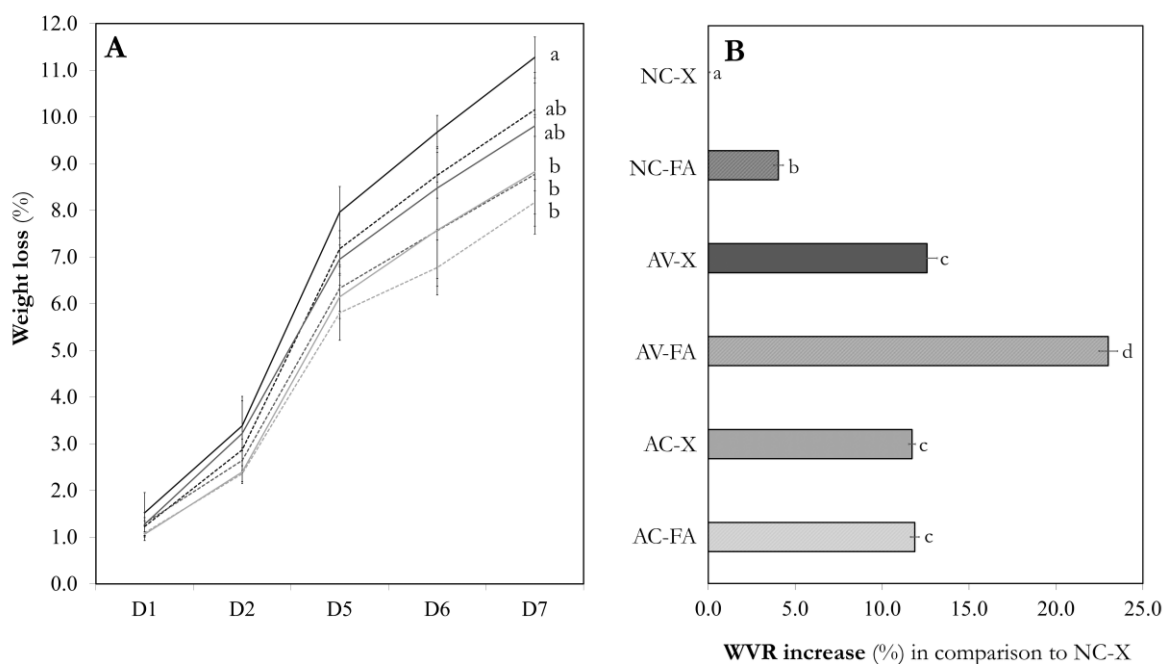 A
Weight loss (%)
12.0
11.0
10.0
9.0
8.0
7.0
6.0
5.0
4.0
3.0
2.0
1.0
0.0
a
ab
ab
b
b
b
D1 D2 D5 D6 D7
B
NC-X a
NC-FA b
AV-X c
AV-FA d
AC-X c
AC-FA c
0.0 5.0 10.0 15.0 20.0 25.0
WVR increase (%) in comparison to NC-X